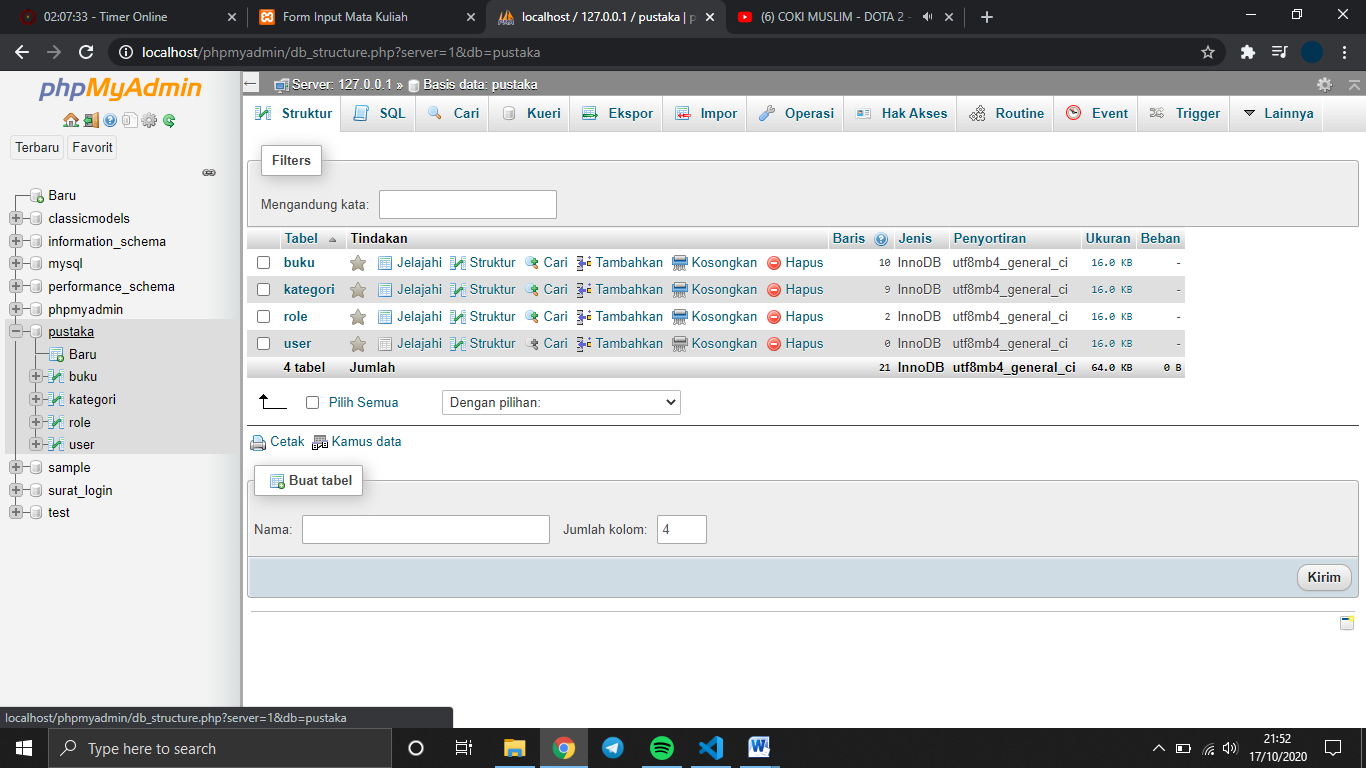 02:07:33 - Timer Online
Form Input Mata Kuliah
localhost / 127.0.0.1 / pustaka | p
(6) COKI MUSLIM - DOTA 2 -
localhost/phpmyadmin/db_structure.php?server=1&db=pustaka
phpMyAdmin
Terbaru Favorit
Baru
classicmodels
information_schema
mysql
performance_schema
phpmyadmin
pustaka
Baru
buku
kategori
role
user
sample
surat_login
test
Server: 127.0.0.1 » Basis data: pustaka
Struktur SQL Cari Kueri Ekspor Impor Operasi Hak Akses Routine Event Trigger Lainnya
Filters
Mengandung kata:
Tabel Tindakan Baris Jenis Penyortiran Ukuran Beban
buku Jelajahi Struktur Cari Tambahkan Kosongkan Hapus 10 InnoDB utf8mb4_general_ci 16.0 KB -
kategori Jelajahi Struktur Cari Tambahkan Kosongkan Hapus 9 InnoDB utf8mb4_general_ci 16.0 KB -
role Jelajahi Struktur Cari Tambahkan Kosongkan Hapus 2 InnoDB utf8mb4_general_ci 16.0 KB -
user Jelajahi Struktur Cari Tambahkan Kosongkan Hapus 0 InnoDB utf8mb4_general_ci 16.0 KB -
4 tabel Jumlah 21 InnoDB utf8mb4_general_ci 64.0 KB 0 B
Pilih Semua Dengan pilihan:
Cetak Kamus data
Buat tabel
Nama: Jumlah kolom: 4
Kirim
localhost/phpmyadmin/db_structure.php?server=1&db=pustaka
Type here to search
21:52
17/10/2020